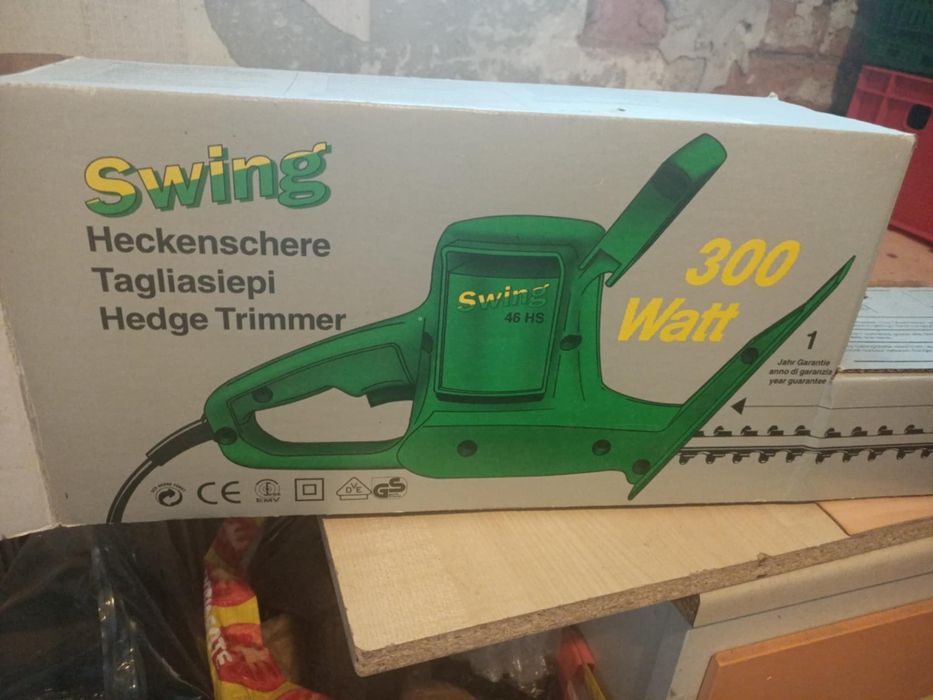 Swing
Heckenschere
Tagliasiepi
Hedge Trimmer
Swing
46 HS
300
Watt
1
Jahr Garantie
anno di garanzia
year guarantee
CE
EMV
VDE
GS